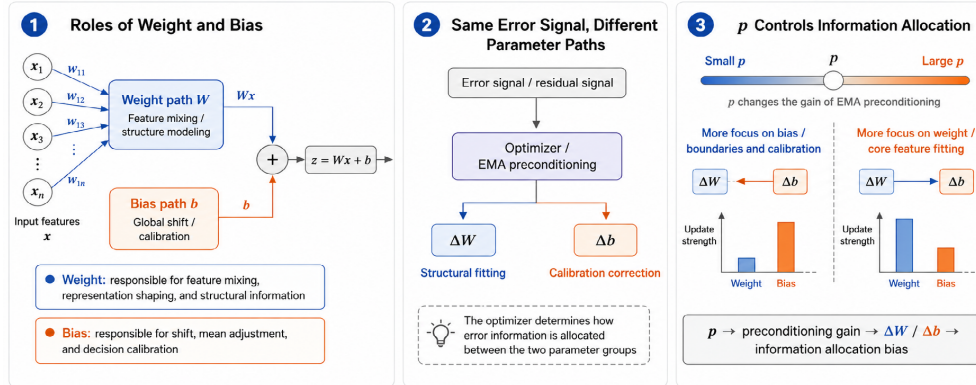 1 Roles of Weight and Bias
x1
x2
x3
⋮
xn
w11
w12
w13
⋮
w1n
Input features
x
Weight path W
Feature mixing /
structure modeling
Wx
Bias path b
Global shift /
calibration
b
+
z = Wx + b
Weight: responsible for feature mixing,
representation shaping, and structural information
Bias: responsible for shift, mean adjustment,
and decision calibration
2 Same Error Signal, Different
Parameter Paths
Error signal / residual signal
Optimizer /
EMA preconditioning
ΔW
Δb
Structural fitting
Calibration correction
The optimizer determines how
error information is allocated
between the two parameter groups
3 p Controls Information Allocation
Small p
p
Large p
p changes the gain of EMA preconditioning
More focus on bias /
boundaries and calibration
ΔW
Δb
Update
strength
Weight
Bias
More focus on weight /
core feature fitting
ΔW
Δb
Update
strength
Weight
Bias
p → preconditioning gain → ΔW / Δb →
information allocation bias